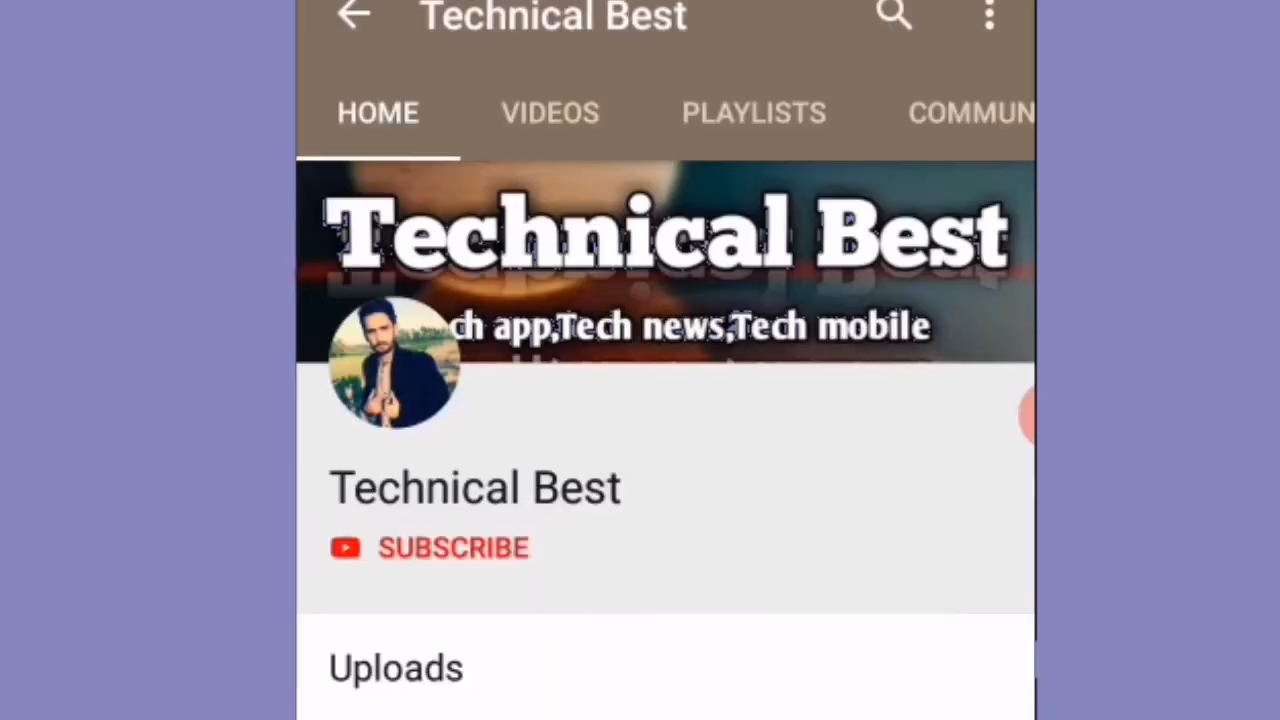 Technical Best
HOME VIDEOS PLAYLISTS COMMUN
Technical Best
ch app,Tech news,Tech mobile
Technical Best
SUBSCRIBE
Uploads